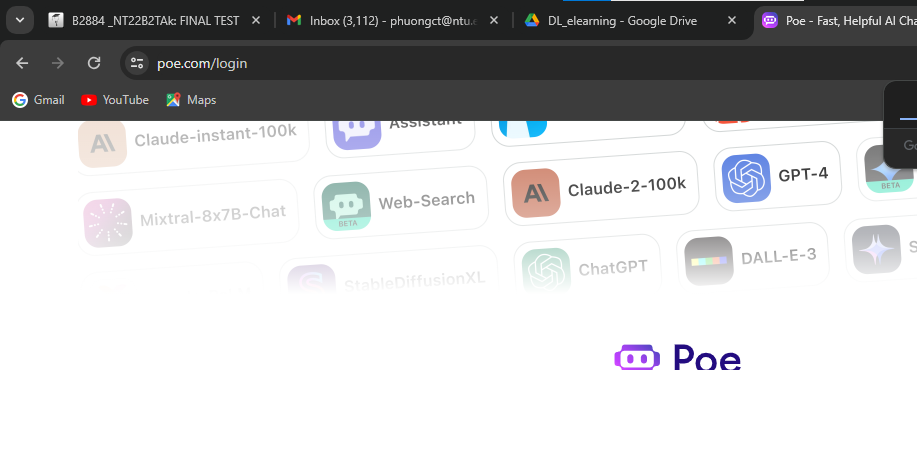 B2884 _NT22B2TAk: FINAL TEST
Inbox (3,112) - phuongct@ntu.e
DL_elearning - Google Drive
Poe - Fast, Helpful AI Cha
poe.com/login
Gmail
YouTube
Maps
Claude-instant-100k
Assistant
Mixtral-8x7B-Chat
Web-Search
BETA
Claude-2-100k
GPT-4
BETA
StableDiffusionXL
ChatGPT
DALL-E-3
Poe